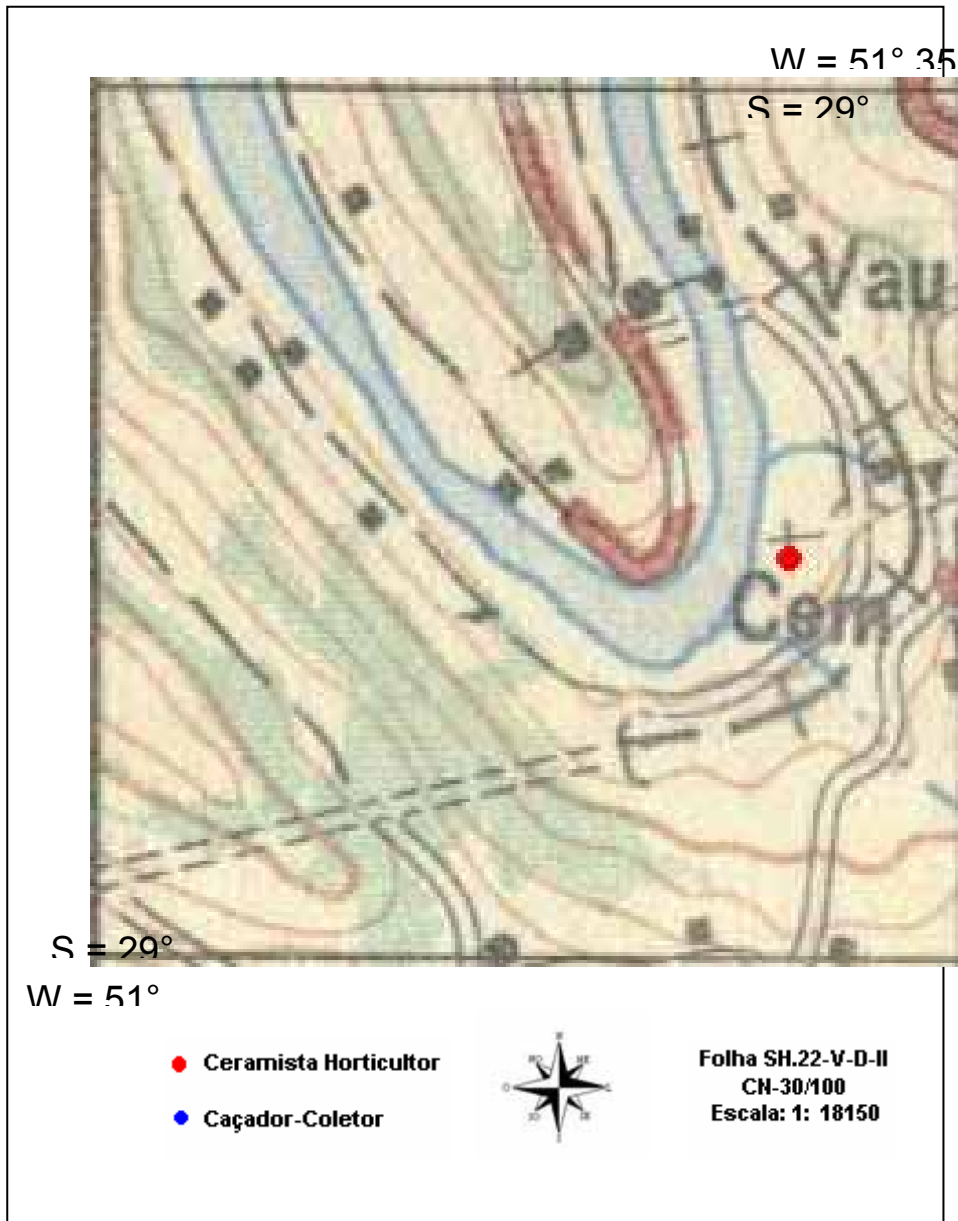 W = 51° 35
S = 29°
Vau
Cem
S = 29°
W = 51°
Ceramista Horticultor
Caçador-Coletor
Folha SH.22-V-D-II
CN-30/100
Escala: 1: 18150